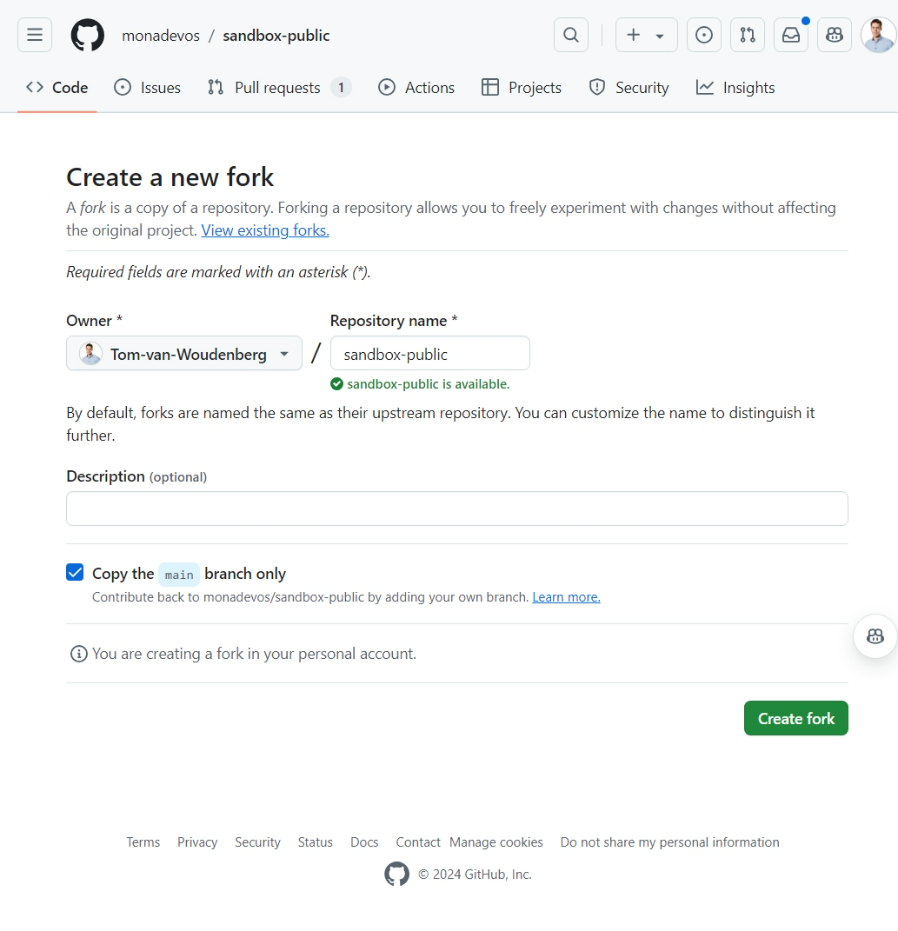 monadevos / sandbox-public
Code Issues Pull requests 1 Actions Projects Security Insights
Create a new fork
A fork is a copy of a repository. Forking a repository allows you to freely experiment with changes without affecting
the original project. View existing forks.
Required fields are marked with an asterisk (*).
Owner * Repository name *
Tom-van-Woudenberg / sandbox-public
sandbox-public is available.
By default, forks are named the same as their upstream repository. You can customize the name to distinguish it
further.
Description (optional)
Copy the main branch only
Contribute back to monadevos/sandbox-public by adding your own branch. Learn more.
You are creating a fork in your personal account.
Create fork
Terms Privacy Security Status Docs Contact Manage cookies Do not share my personal information
© 2024 GitHub, Inc.